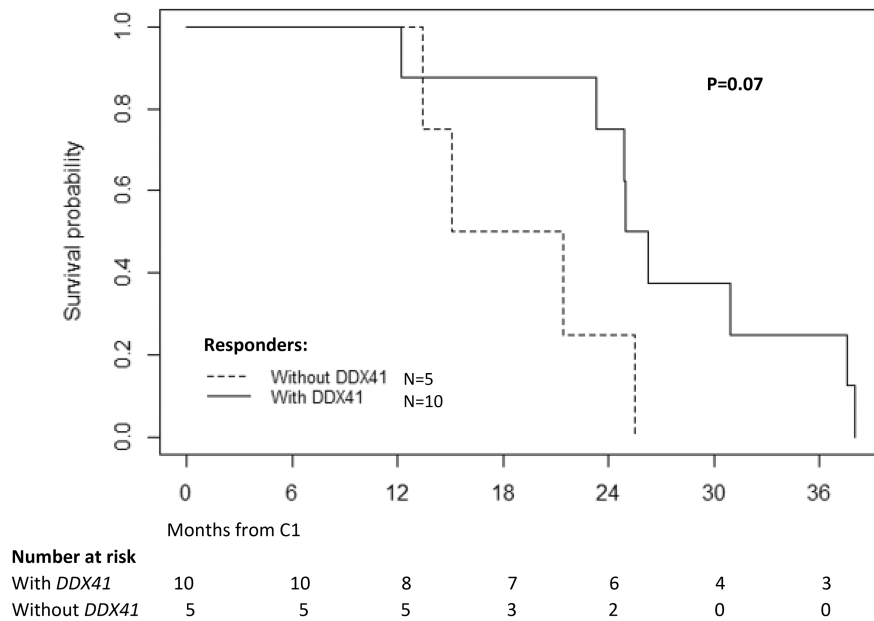 1.0
P=0.07
0.8
Survival probability
0.6
0.4
Responders:
0.2
Without DDX41 N=5
With DDX41 N=10
0.0
0 6 12 18 24 30 36
Months from C1
Number at risk
With DDX41 10 10 8 7 6 4 3
Without DDX41 5 5 5 3 2 0 0